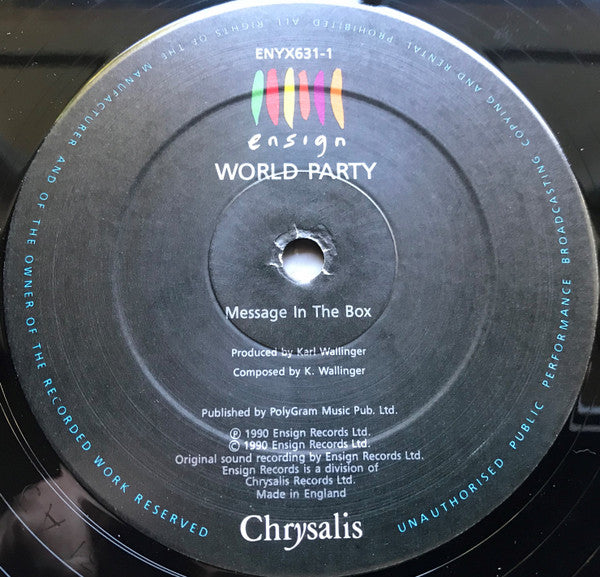 ENYX631-1
ensign
WORLD PARTY
Message In The Box
Produced by Karl Wallinger
Composed by K. Wallinger
Published by PolyGram Music Pub. Ltd.
℗ 1990 Ensign Records Ltd.
© 1990 Ensign Records Ltd.
Original sound recording by Ensign Records Ltd.
Ensign Records is a division of
Chrysalis Records Ltd.
Made in England
Chrysalis
ALL RIGHTS OF THE MANUFACTURER AND OF THE OWNER OF THE RECORDED WORK RESERVED
UNAUTHORISED PUBLIC PERFORMANCE BROADCASTING COPYING AND RENTAL PROHIBITED